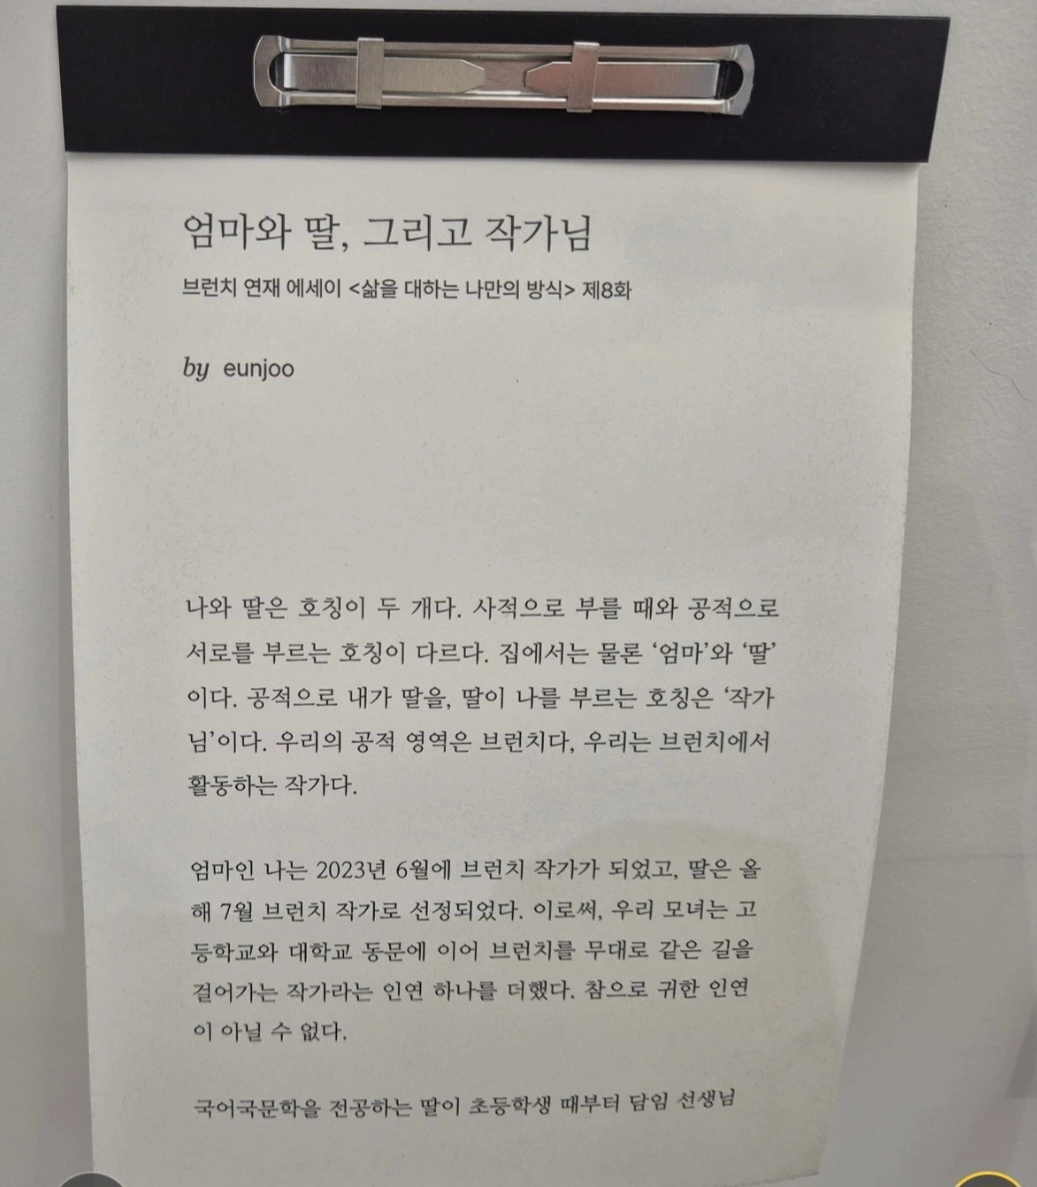 엄마와 딸, 그리고 작가님
브런치 연재 에세이 <삶을 대하는 나만의 방식> 제8화
by eunjoo
나와 딸은 호칭이 두 개다. 사적으로 부를 때와 공적으로
서로를 부르는 호칭이 다르다. 집에서는 물론 ‘엄마’와 ‘딸’
이다. 공적으로 내가 딸을, 딸이 나를 부르는 호칭은 ‘작가
님’이다. 우리의 공적 영역은 브런치다, 우리는 브런치에서
활동하는 작가다.
엄마인 나는 2023년 6월에 브런치 작가가 되었고, 딸은 올
해 7월 브런치 작가로 선정되었다. 이로써, 우리 모녀는 고
등학교와 대학교 동문에 이어 브런치를 무대로 같은 길을
걸어가는 작가라는 인연 하나를 더했다. 참으로 귀한 인연
이 아닐 수 없다.
국어국문학을 전공하는 딸이 초등학생 때부터 담임 선생님